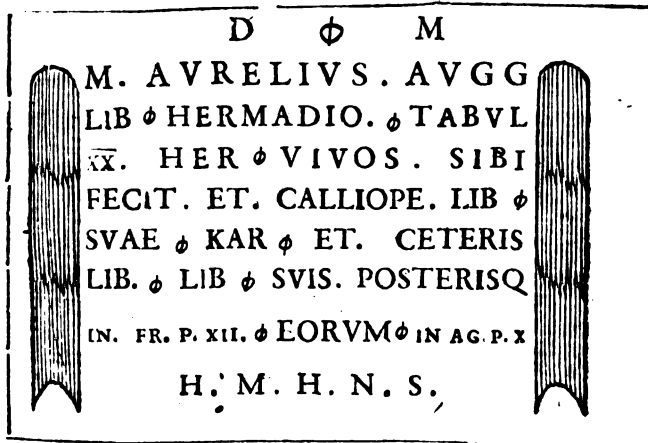 D ɸ M
M. AVRELIVS. AVGG
LIB ɸ HERMADIO. ɸ TABVL
X̅X̅. HER ɸ VIVOS. SIBI
FECIT. ET. CALLIOPE. LIB ɸ
SVAE ɸ KAR ɸ ET. CETERIS
LIB. ɸ LIB ɸ SVIS. POSTERISQ
IN. FR. P. XII. ɸ EORVM ɸ IN AG. P. X
H. M. H. N. S.